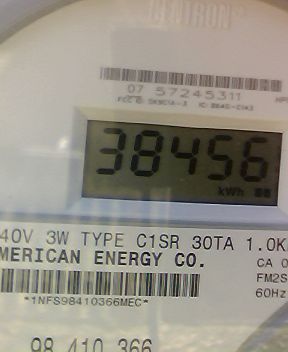 07 57245311
38456
kWh
40V 3W TYPE C1SR 30TA 1.0K
MERICAN ENERGY CO.
CA 0
FM2S
*1NFS98410366MEC*
60Hz
98 410 366